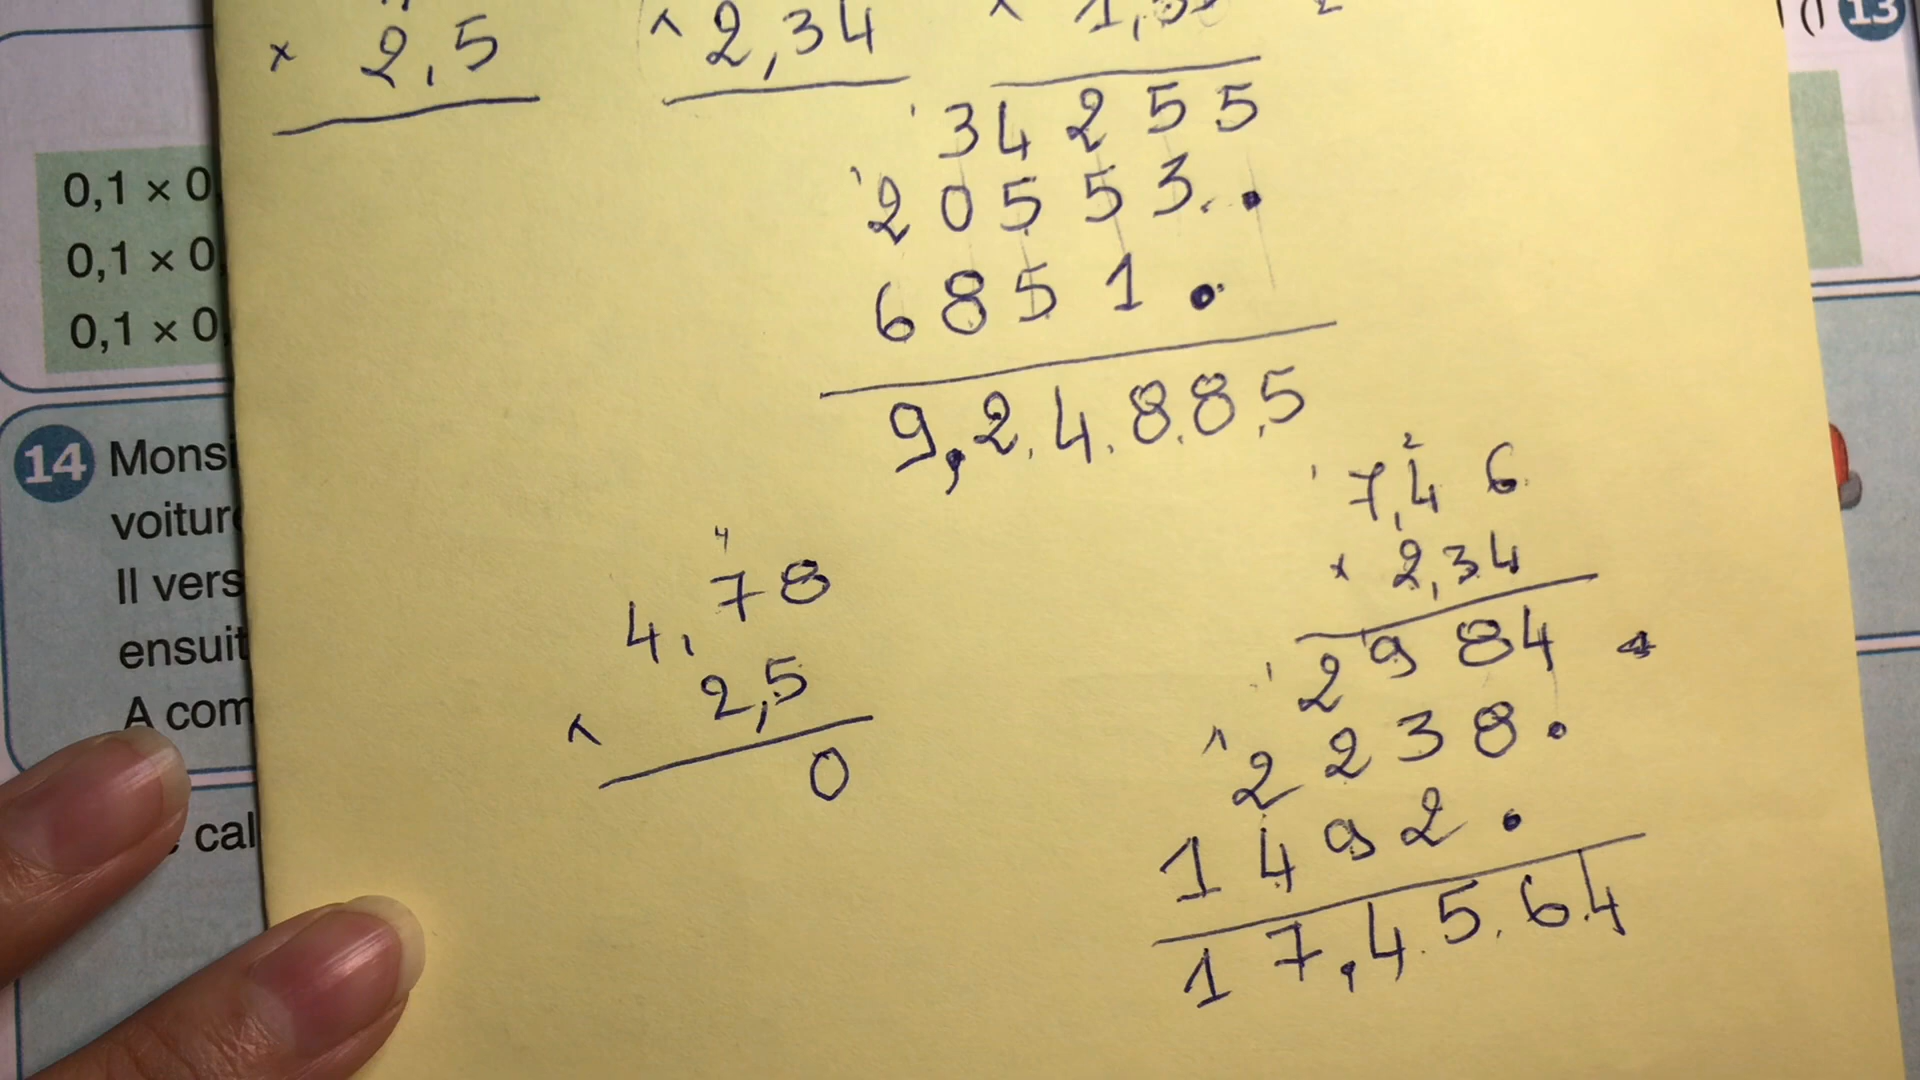 × 2,5
× 2,34
×
13
34255
20553..
6851.
9,24885
0,1 × 0
0,1 × 0,
0,1 × 0,
14 Monsi
voitur
Il vers
ensuit
A com
cal
4
4,78
× 2,5
0
7,46
× 2,34
2984
2238.
1492.
17,4564